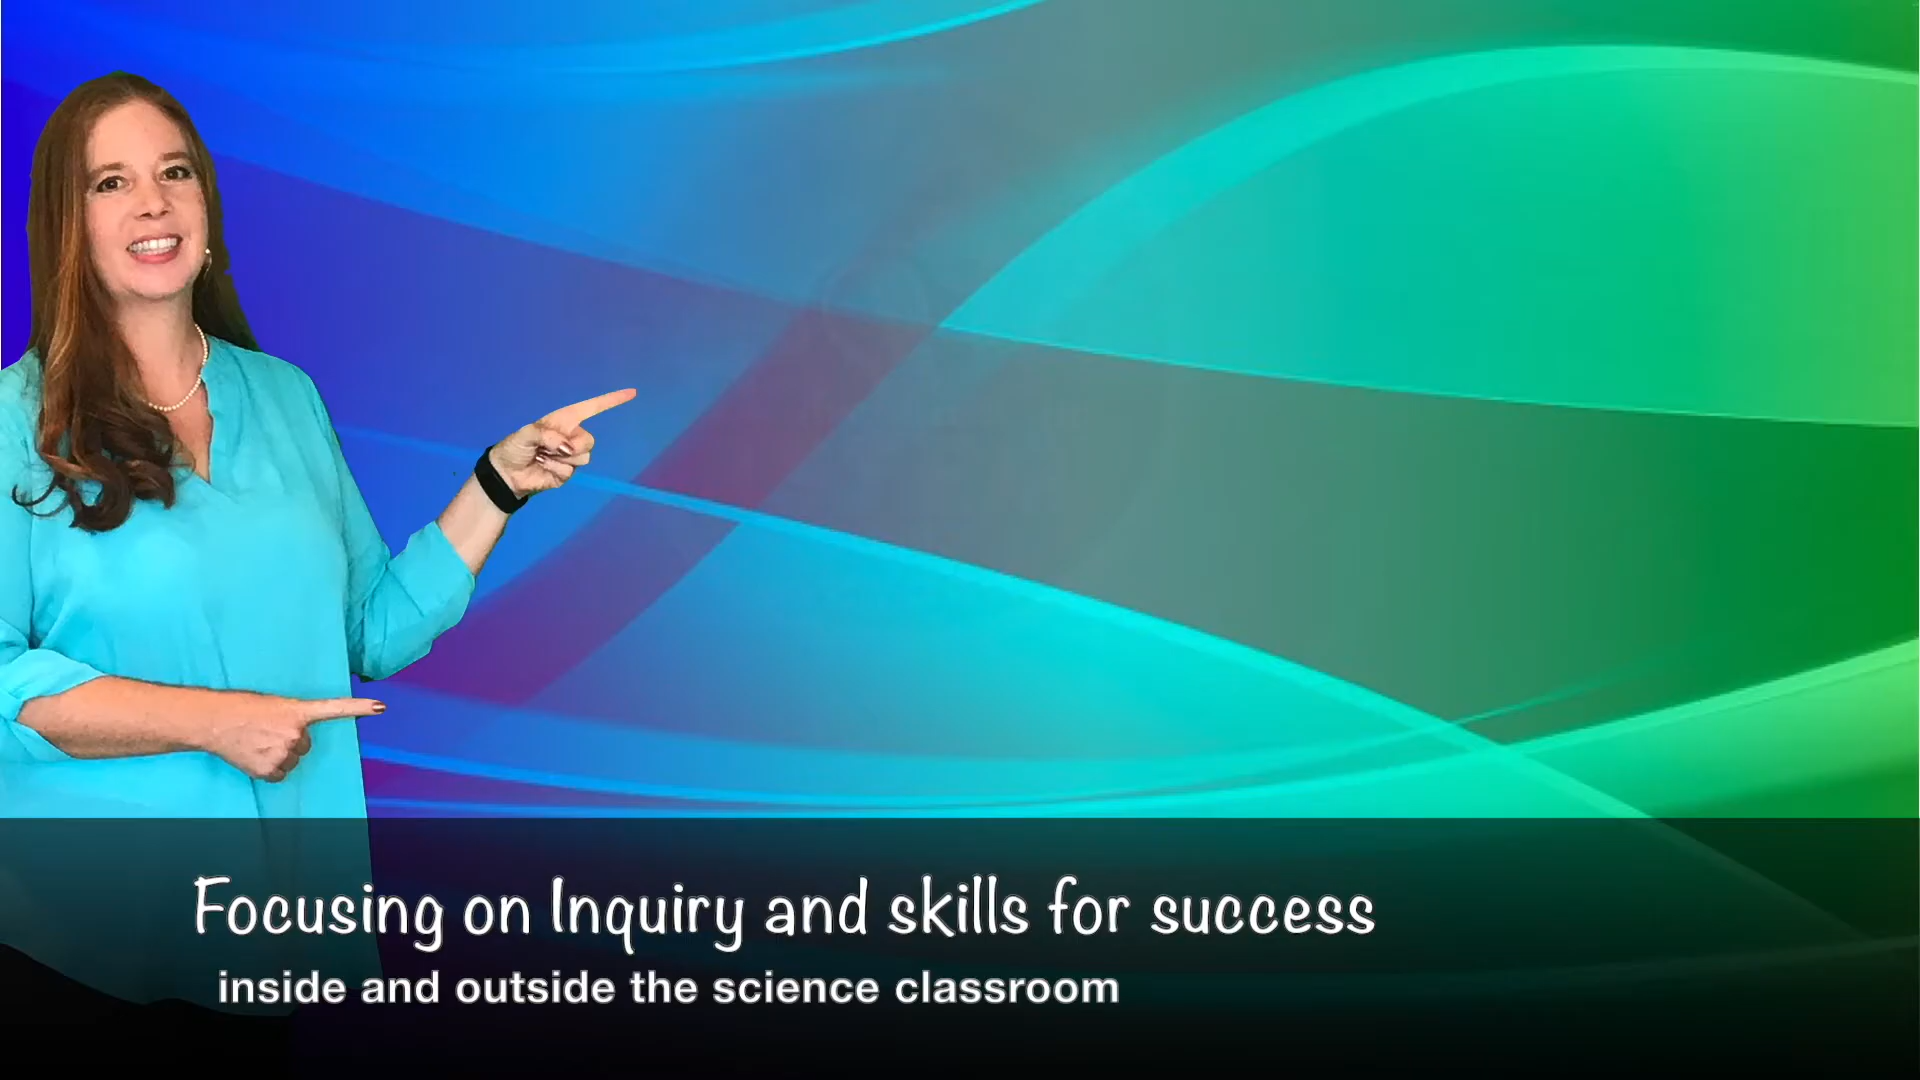 Focusing on Inquiry and skills for success
inside and outside the science classroom